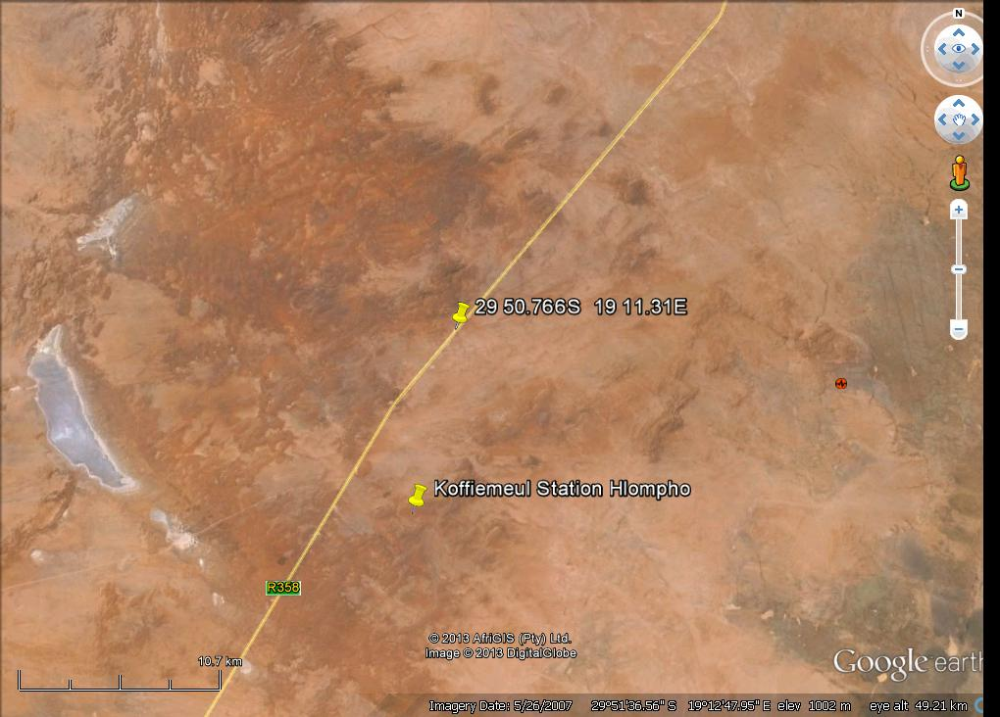 N
29 50.766S 19 11.31E
Koffiemeul Station Hlompho
R358
© 2013 AfriGIS (Pty) Ltd.
Image © 2013 DigitalGlobe
10.7 km
Google earth
Imagery Date: 5/26/2007 29°51'36.56" S 19°12'47.95" E elev 1002 m eye alt 49.21 km